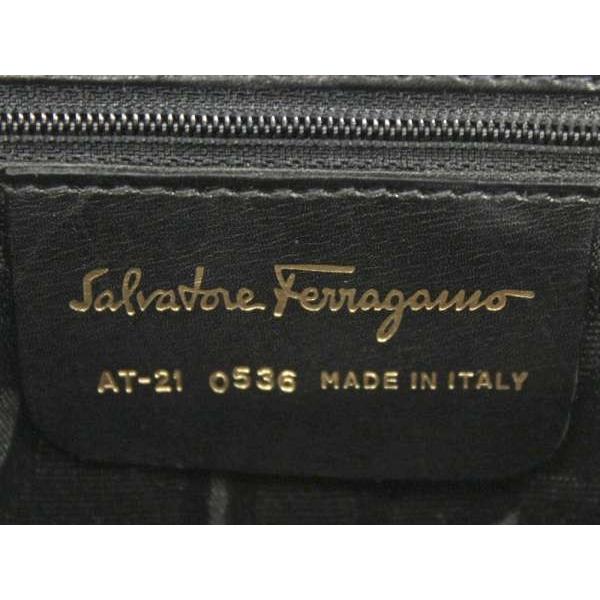 Salvatore Ferragamo
AT-21 0536 MADE IN ITALY